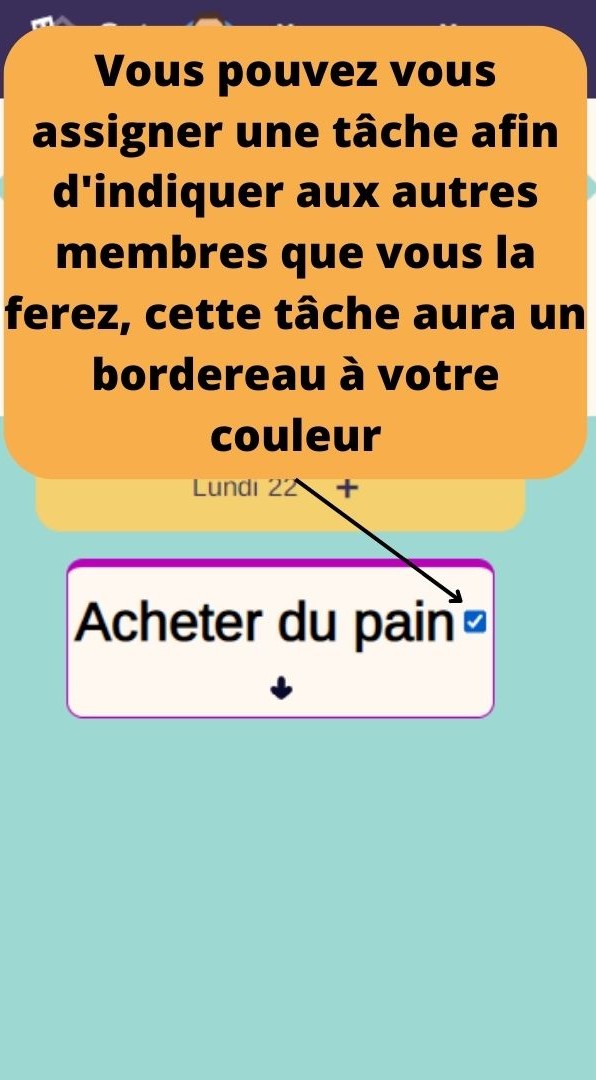 Vous pouvez vous
assigner une tâche afin
d'indiquer aux autres
membres que vous la
ferez, cette tâche aura un
bordereau à votre
couleur
Lundi 22 +
Acheter du pain